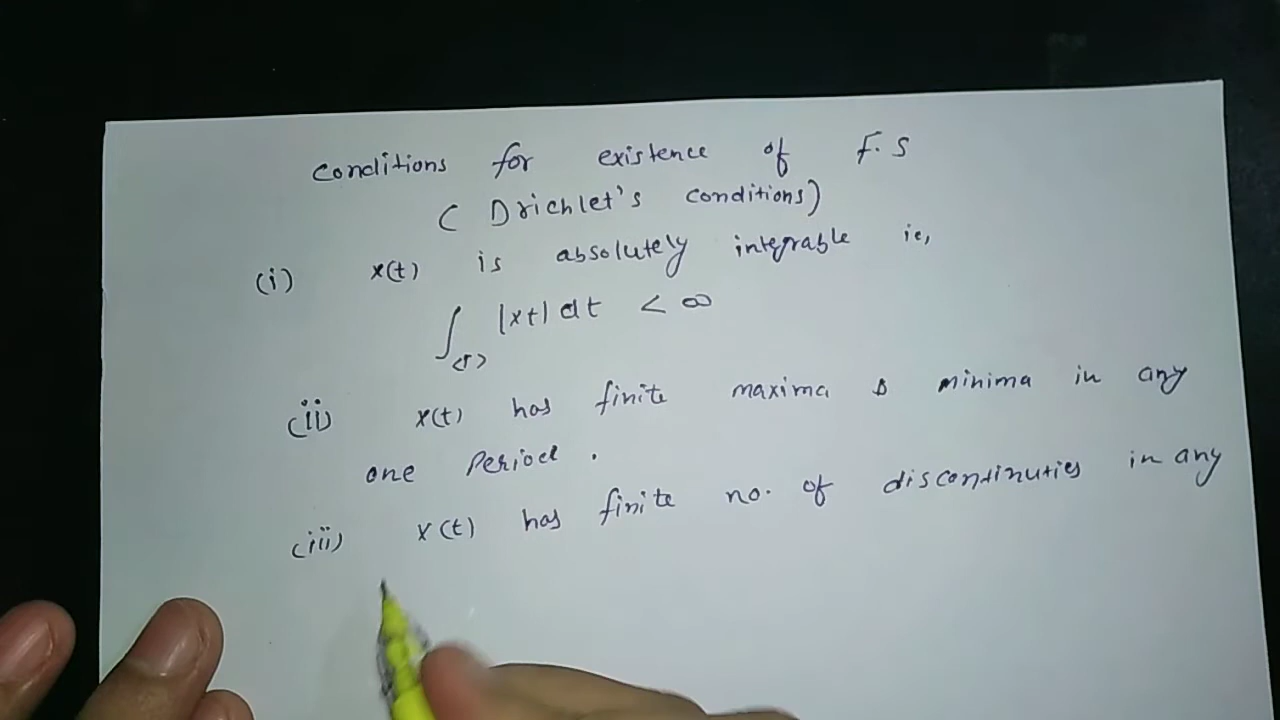 conditions for existence of F.S
( Drichlet's conditions)
(i) x(t) is absolutely integrable ie,
∫<T> |xt| dt < ∞
(ii) x(t) has finite maxima & minima in any
one Period .
(iii) x(t) has finite no. of discontinuties in any